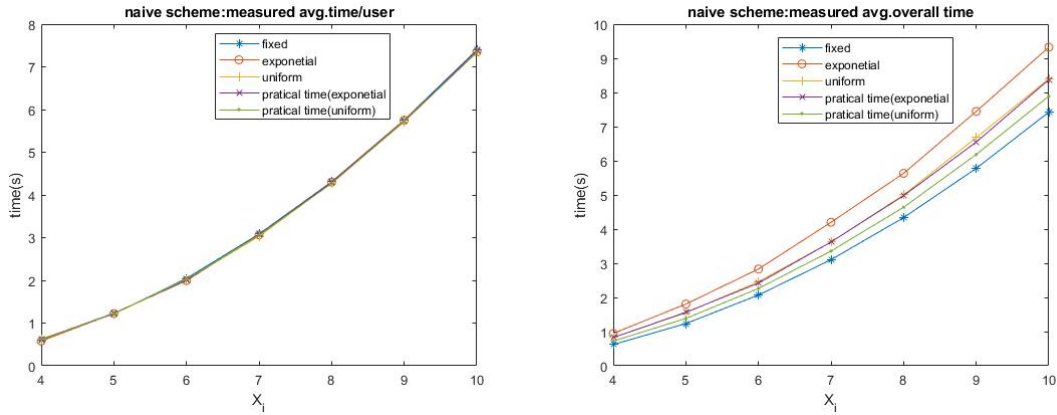 naive scheme:measured avg.time/user
8
7
6
5
4
3
2
1
0
time(s)
fixed
exponetial
uniform
pratical time(exponetial
pratical time(uniform)
4 5 6 7 8 9 10
X_i
naive scheme:measured avg.overall time
10
9
8
7
6
5
4
3
2
1
0
time(s)
fixed
exponetial
uniform
pratical time(exponetial
pratical time(uniform)
4 5 6 7 8 9 10
X_i